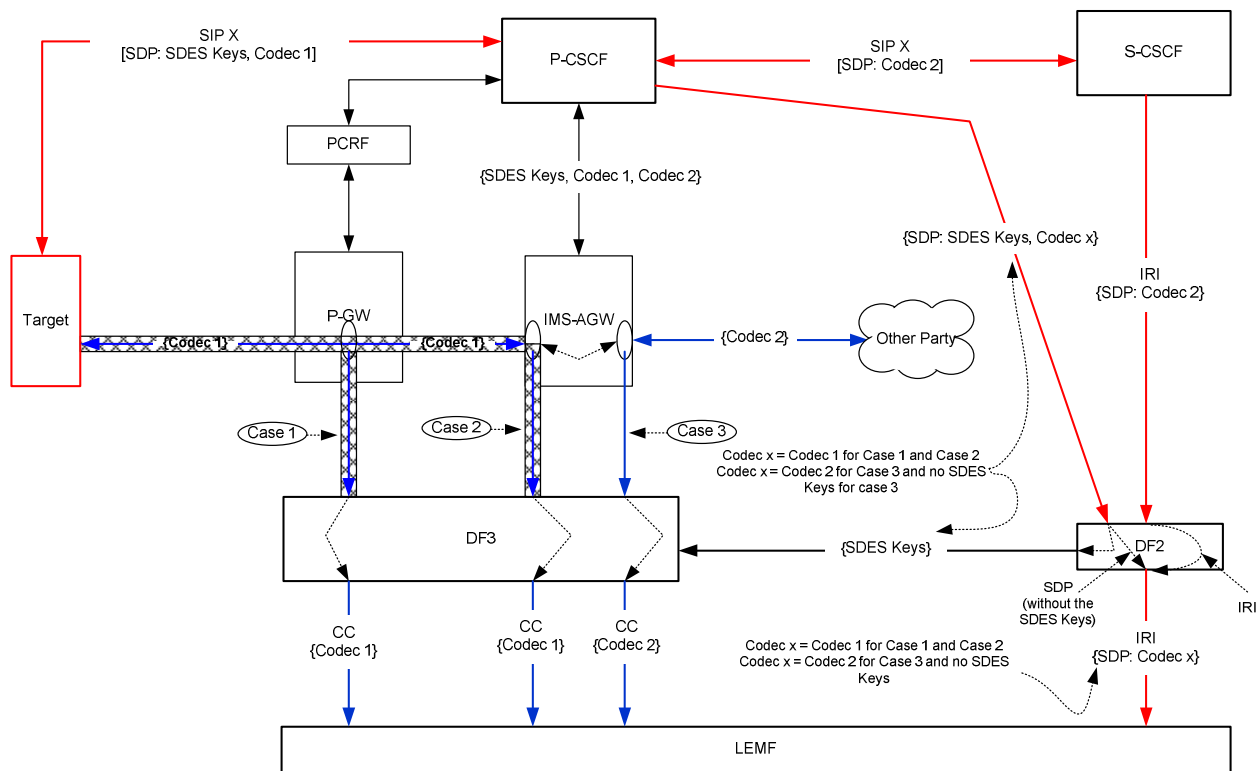 SIP X
[SDP: SDES Keys, Codec 1]
P-CSCF
SIP X
[SDP: Codec 2]
S-CSCF
PCRF
{SDES Keys, Codec 1, Codec 2}
{SDP: SDES Keys, Codec x}
IRI
{SDP: Codec 2}
Target
P-GW
IMS-AGW
{Codec 1}
{Codec 1}
{Codec 2}
Other Party
Case 1
Case 2
Case 3
Codec x = Codec 1 for Case 1 and Case 2
Codec x = Codec 2 for Case 3 and no SDES
Keys for case 3
DF3
{SDES Keys}
DF2
SDP
(without the
SDES Keys)
IRI
CC
{Codec 1}
CC
{Codec 1}
CC
{Codec 2}
Codec x = Codec 1 for Case 1 and Case 2
Codec x = Codec 2 for Case 3 and no SDES
Keys
IRI
{SDP: Codec x}
LEMF